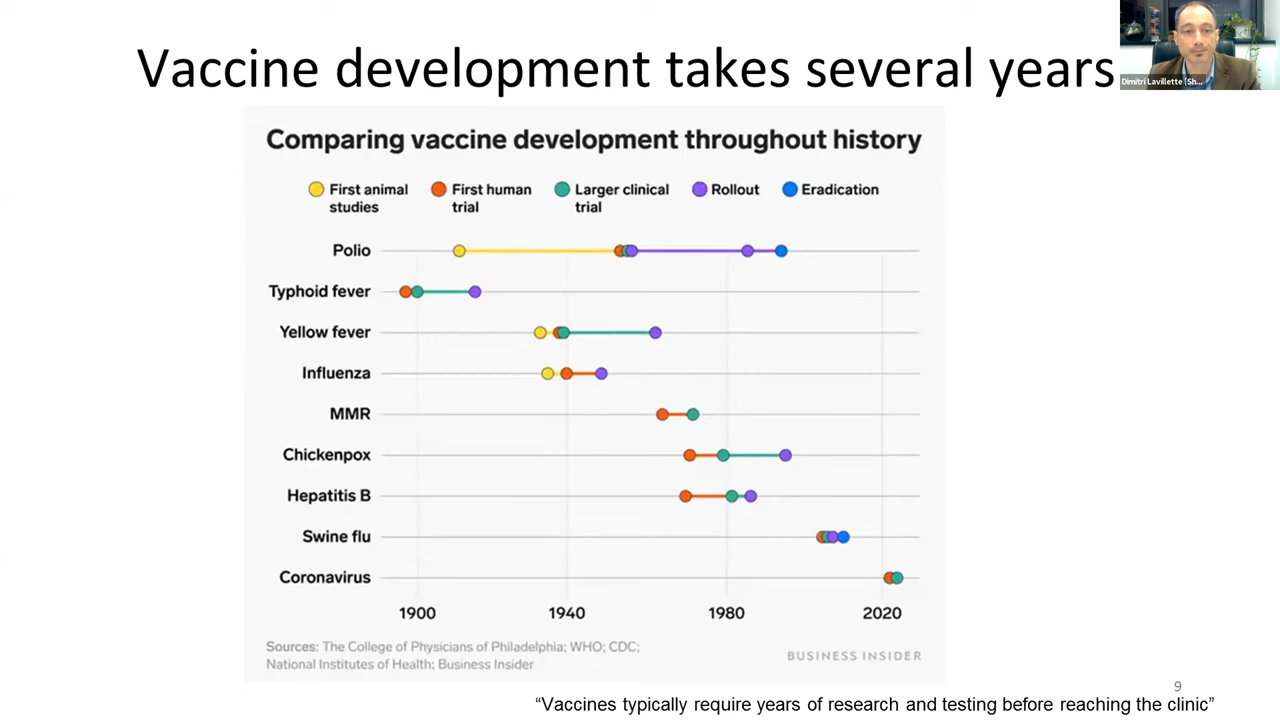 Vaccine development takes several years
Dimitri Lavillette (Sh...
Comparing vaccine development throughout history
First animal
studies
First human
trial
Larger clinical
trial
Rollout
Eradication
Polio
Typhoid fever
Yellow fever
Influenza
MMR
Chickenpox
Hepatitis B
Swine flu
Coronavirus
1900 1940 1980 2020
Sources: The College of Physicians of Philadelphia; WHO; CDC;
National Institutes of Health; Business Insider
BUSINESS INSIDER
9
“Vaccines typically require years of research and testing before reaching the clinic”